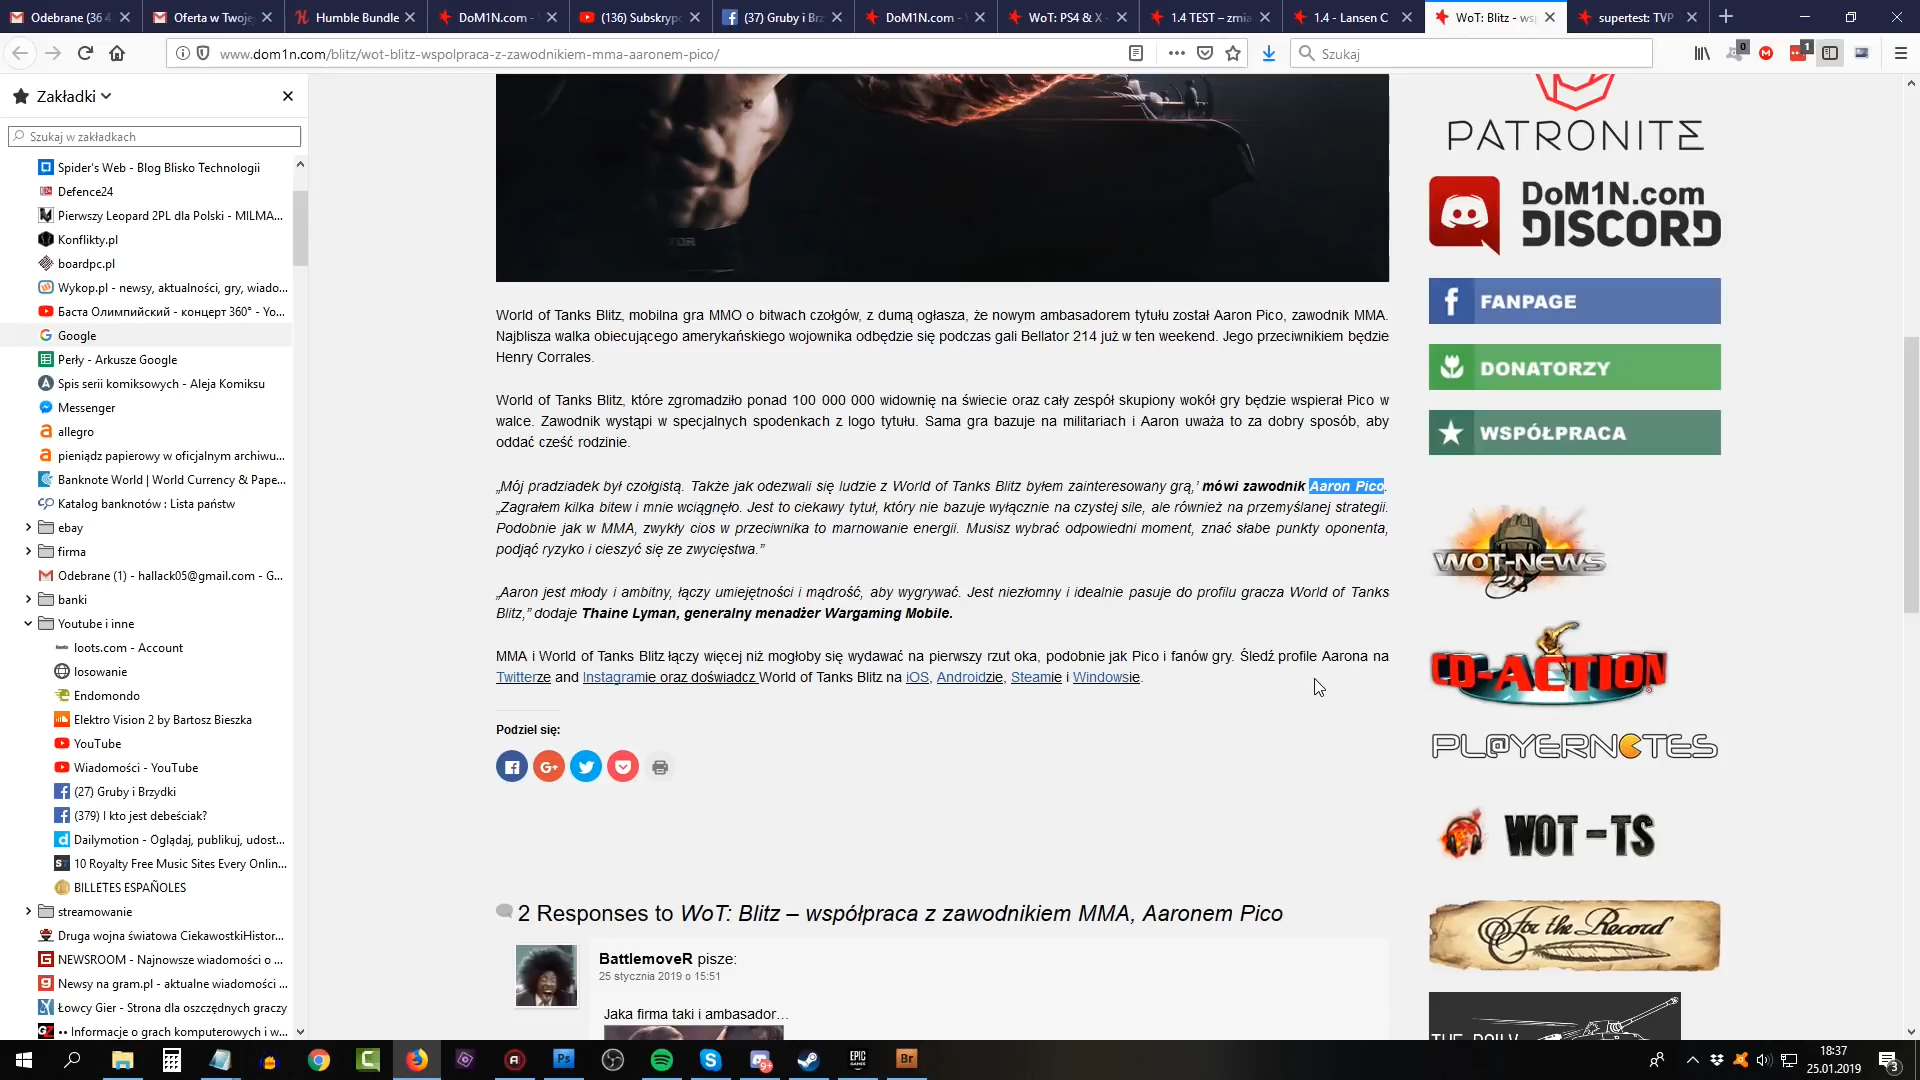 Odebrane (36 4
Oferta w Twoje
Humble Bundle
DoM1N.com -
(136) Subskrypc
(37) Gruby i Brz
DoM1N.com -
WoT: PS4 & X
1.4 TEST – zmia
1.4 - Lansen C
WoT: Blitz - wsp
supertest: TVP
www.dom1n.com/blitz/wot-blitz-wspolpraca-z-zawodnikiem-mma-aaronem-pico/
Szukaj
0
1
Zakładki
Szukaj w zakładkach
Spider's Web - Blog Blisko Technologii
Defence24
Pierwszy Leopard 2PL dla Polski - MILMA...
Konflikty.pl
boardpc.pl
Wykop.pl - newsy, aktualności, gry, wiado...
Баста Олимпийский - концерт 360° - Yo...
Google
Perły - Arkusze Google
Spis serii komiksowych - Aleja Komiksu
Messenger
allegro
pieniądz papierowy w oficjalnym archiwu...
Banknote World | World Currency & Pape...
Katalog banknotów : Lista państw
ebay
firma
Odebrane (1) - hallack05@gmail.com - G...
banki
Youtube i inne
loots.com - Account
losowanie
Endomondo
Elektro Vision 2 by Bartosz Bieszka
YouTube
Wiadomości - YouTube
(27) Gruby i Brzydki
(379) I kto jest debeściak?
Dailymotion - Oglądaj, publikuj, udost...
10 Royalty Free Music Sites Every Onlin...
BILLETES ESPAÑOLES
streamowanie
Druga wojna światowa CiekawostkiHistor...
NEWSROOM - Najnowsze wiadomości o ...
Newsy na gram.pl - aktualne wiadomości ...
Łowcy Gier - Strona dla oszczędnych graczy
•• Informacje o grach komputerowych i w...
World of Tanks Blitz, mobilna gra MMO o bitwach czołgów, z dumą ogłasza, że nowym ambasadorem tytułu został Aaron Pico, zawodnik MMA.
Najblisza walka obiecującego amerykańskiego wojownika odbędzie się podczas gali Bellator 214 już w ten weekend. Jego przeciwnikiem będzie
Henry Corrales.
World of Tanks Blitz, które zgromadziło ponad 100 000 000 widownię na świecie oraz cały zespół skupiony wokół gry będzie wspierał Pico w
walce. Zawodnik wystąpi w specjalnych spodenkach z logo tytułu. Sama gra bazuje na militariach i Aaron uważa to za dobry sposób, aby
oddać cześć rodzinie.
„Mój pradziadek był czołgistą. Także jak odezwali się ludzie z World of Tanks Blitz byłem zainteresowany grą,’ mówi zawodnik Aaron Pico.
„Zagrałem kilka bitew i mnie wciągnęło. Jest to ciekawy tytuł, który nie bazuje wyłącznie na czystej sile, ale również na przemyślanej strategii.
Podobnie jak w MMA, zwykły cios w przeciwnika to marnowanie energii. Musisz wybrać odpowiedni moment, znać słabe punkty oponenta,
podjąć ryzyko i cieszyć się ze zwycięstwa.”
„Aaron jest młody i ambitny, łączy umiejętności i mądrość, aby wygrywać. Jest niezłomny i idealnie pasuje do profilu gracza World of Tanks
Blitz,” dodaje Thaine Lyman, generalny menadżer Wargaming Mobile.
MMA i World of Tanks Blitz łączy więcej niż mogłoby się wydawać na pierwszy rzut oka, podobnie jak Pico i fanów gry. Śledź profile Aarona na
Twitterze and Instagramie oraz doświadcz World of Tanks Blitz na iOS, Androidzie, Steamie i Windowsie.
Podziel się:
2 Responses to WoT: Blitz – współpraca z zawodnikiem MMA, Aaronem Pico
BattlemoveR pisze:
25 stycznia 2019 o 15:51
Jaka firma taki i ambasador…
PATRONITE
DoM1N.com
DISCORD
FANPAGE
DONATORZY
WSPÓŁPRACA
WOT-NEWS
CD-ACTION
PL@YERNOTES
WOT-TS
For the Record
THE DAILY
18:37
25.01.2019
3